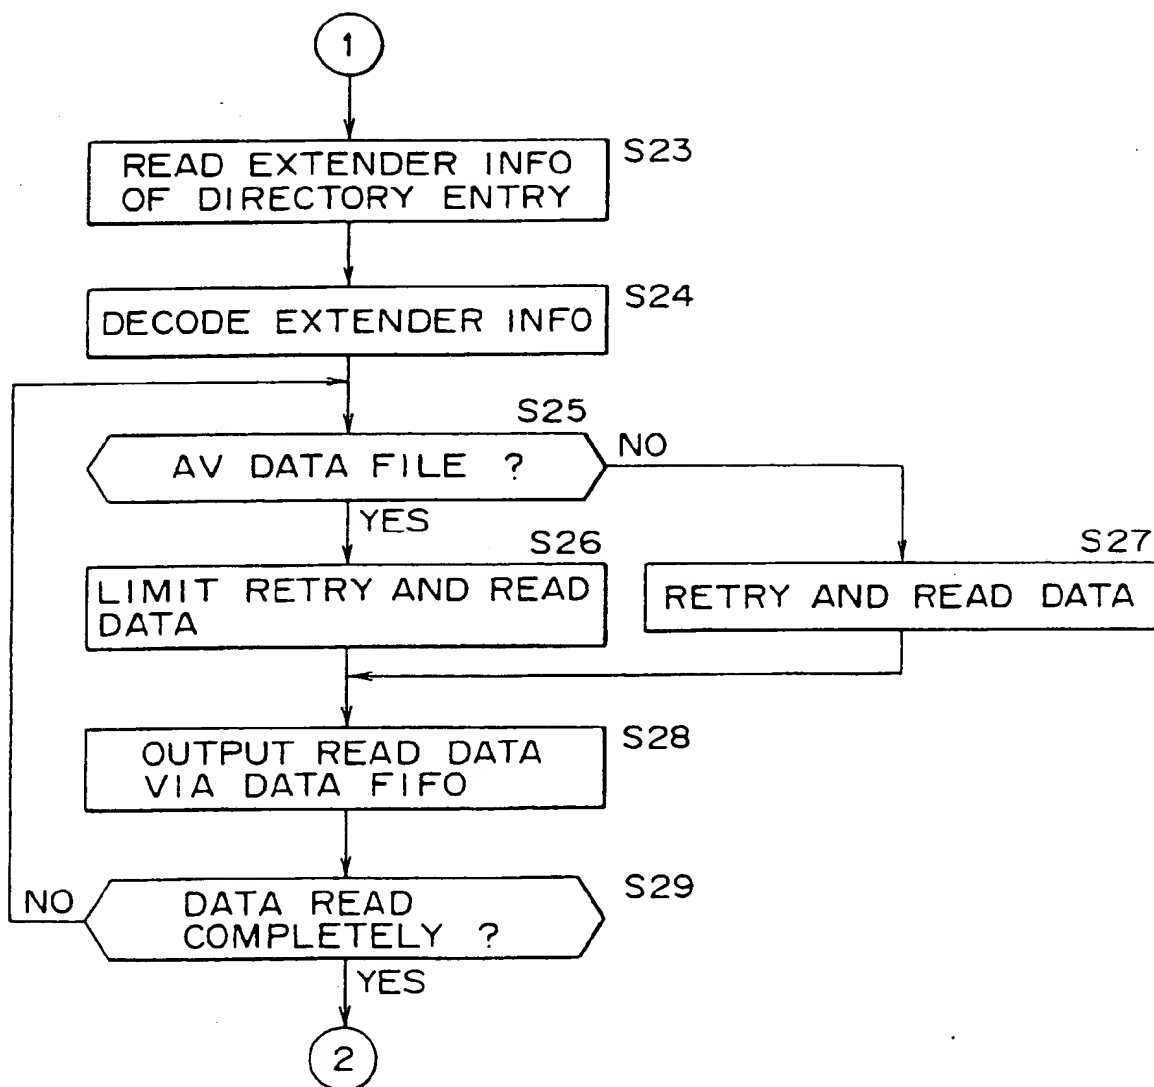 1
READ EXTENDER INFO
OF DIRECTORY ENTRY
S23
DECODE EXTENDER INFO
S24
S25
AV DATA FILE ?
NO
YES
S26
LIMIT RETRY AND READ
DATA
S27
RETRY AND READ DATA
OUTPUT READ DATA
VIA DATA FIFO
S28
DATA READ
COMPLETELY ?
S29
NO
YES
2